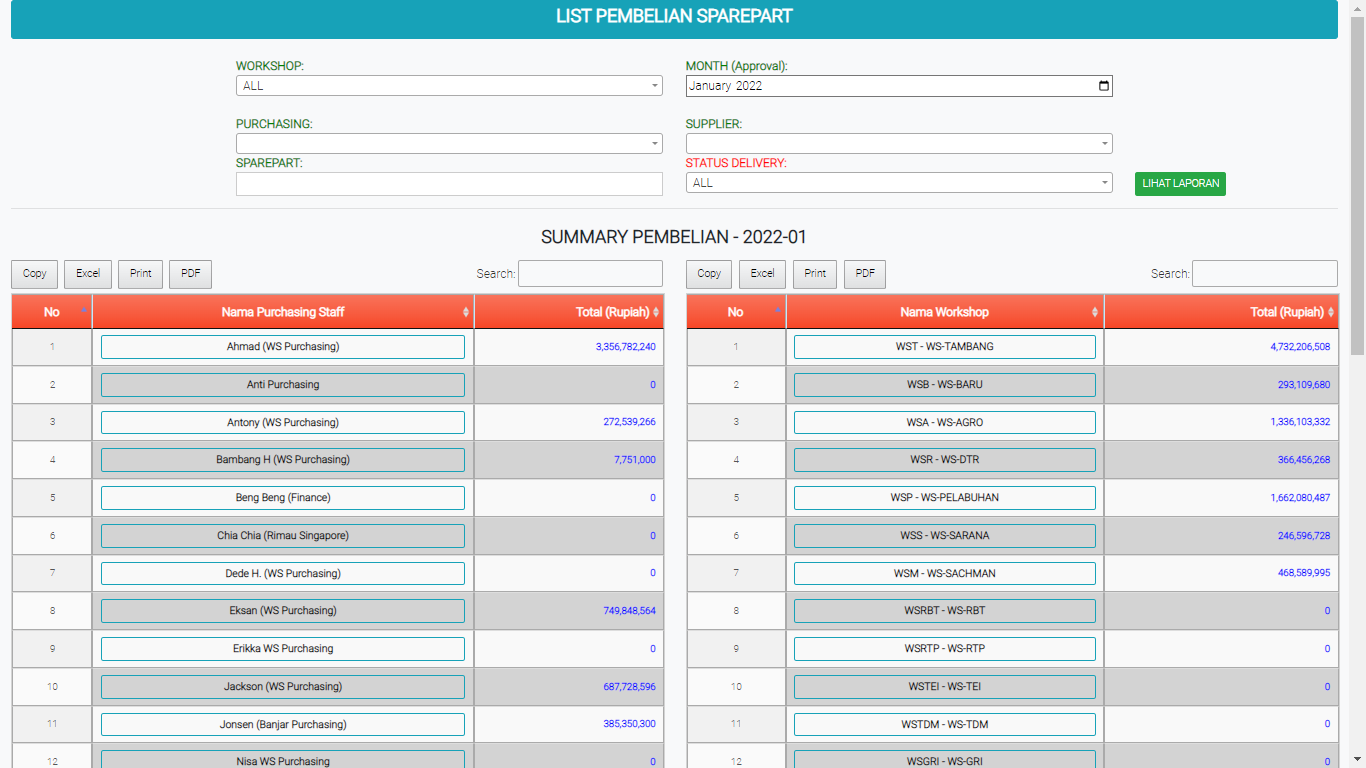 LIST PEMBELIAN SPAREPART
WORKSHOP:
MONTH (Approval):
ALL
January 2022
PURCHASING:
SUPPLIER:
SPAREPART:
STATUS DELIVERY:
ALL
LIHAT LAPORAN
SUMMARY PEMBELIAN - 2022-01
Copy Excel Print PDF Search:
No Nama Purchasing Staff Total (Rupiah)
1 Ahmad (WS Purchasing) 3,356,782,240
2 Anti Purchasing 0
3 Antony (WS Purchasing) 272,539,266
4 Bambang H (WS Purchasing) 7,751,000
5 Beng Beng (Finance) 0
6 Chia Chia (Rimau Singapore) 0
7 Dede H. (WS Purchasing) 0
8 Eksan (WS Purchasing) 749,848,564
9 Erikka WS Purchasing 0
10 Jackson (WS Purchasing) 687,728,596
11 Jonsen (Banjar Purchasing) 385,350,300
12 Nisa WS Purchasing 0
Copy Excel Print PDF Search:
No Nama Workshop Total (Rupiah)
1 WST - WS-TAMBANG 4,732,206,508
2 WSB - WS-BARU 293,109,680
3 WSA - WS-AGRO 1,336,103,332
4 WSR - WS-DTR 366,456,268
5 WSP - WS-PELABUHAN 1,662,080,487
6 WSS - WS-SARANA 246,596,728
7 WSM - WS-SACHMAN 468,589,995
8 WSRBT - WS-RBT 0
9 WSRTP - WS-RTP 0
10 WSTEI - WS-TEI 0
11 WSTDM - WS-TDM 0
12 WSGRI - WS-GRI 0